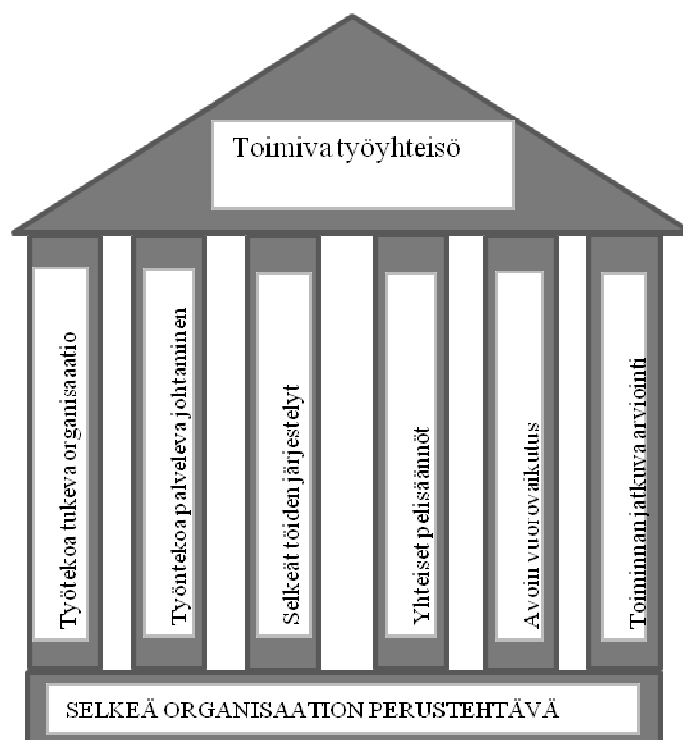 Toimiva työyhteisö
Työtekoa tukeva organisaaatio
Työntekoa palveleva johtaminen
Selkeät töiden järjestelyt
Yhteiset pelisäännöt
Avoin vuorovaikutus
Toiminnan jatkuva arviointi
SELKEÄ ORGANISAATION PERUSTEHTÄVÄ